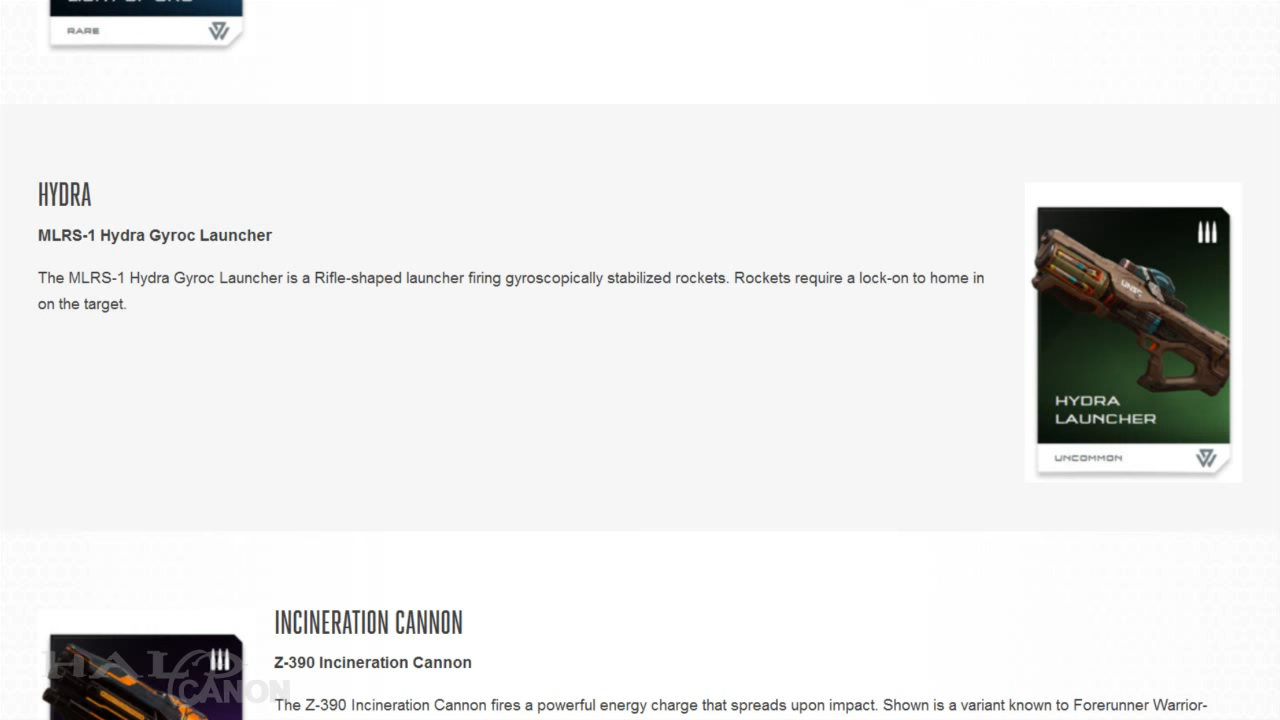 RARE
HYDRA
MLRS-1 Hydra Gyroc Launcher
The MLRS-1 Hydra Gyroc Launcher is a Rifle-shaped launcher firing gyroscopically stabilized rockets. Rockets require a lock-on to home in
on the target.
UNSC
HYDRA
LAUNCHER
UNCOMMON
INCINERATION CANNON
Z-390 Incineration Cannon
The Z-390 Incineration Cannon fires a powerful energy charge that spreads upon impact. Shown is a variant known to Forerunner Warrior-
HALO
CANON